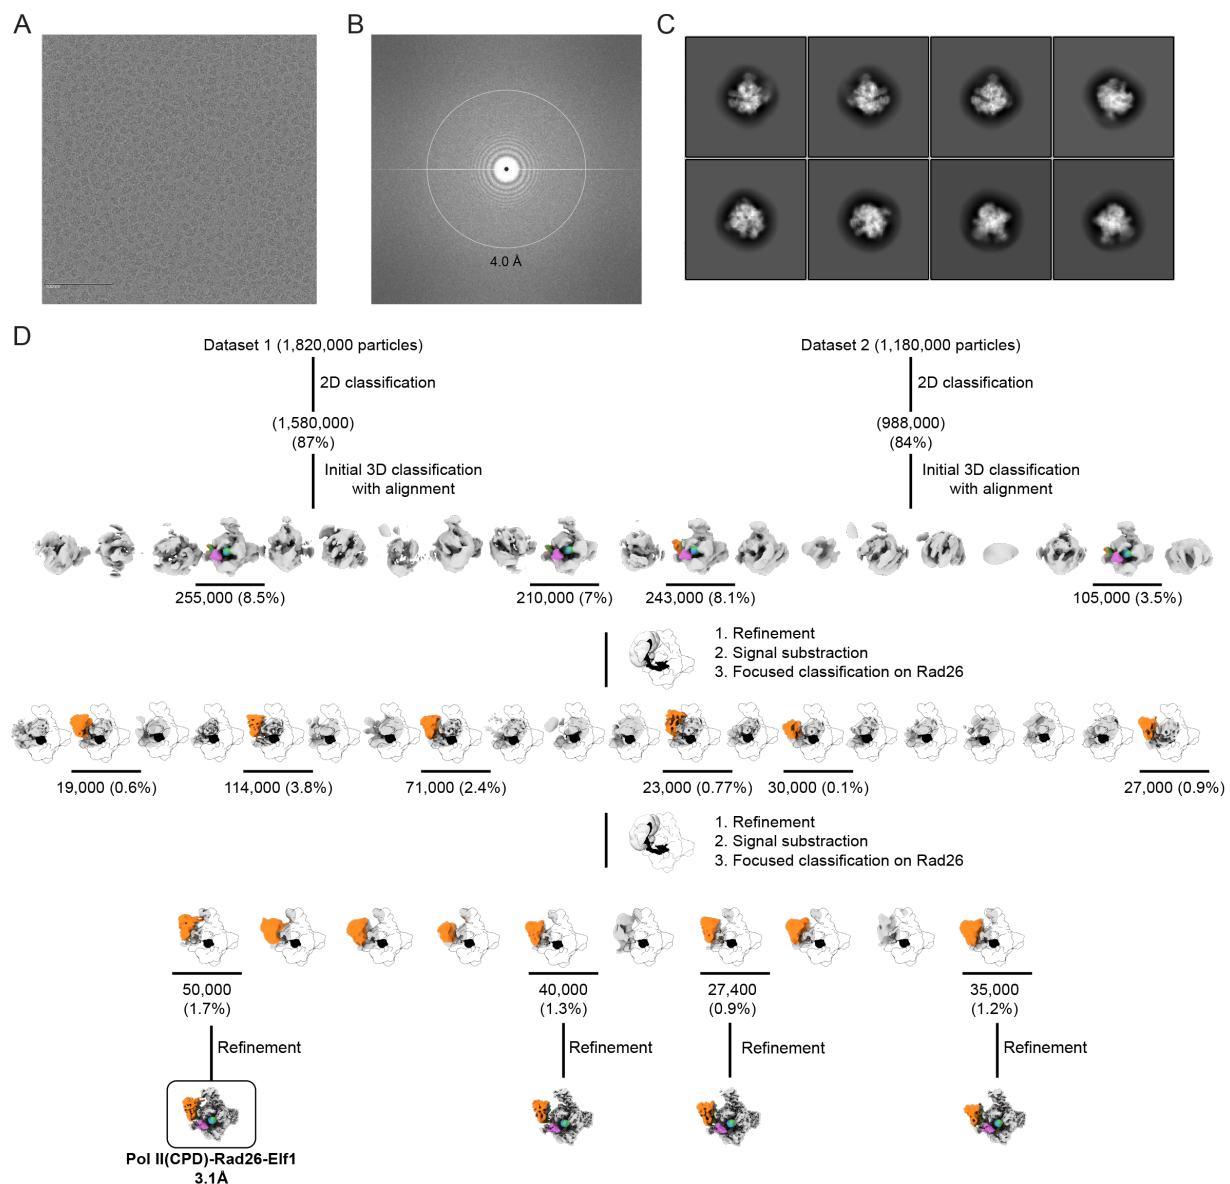 A
B
C
4.0 Å
D
Dataset 1 (1,820,000 particles)
Dataset 2 (1,180,000 particles)
2D classification
2D classification
(1,580,000)
(87%)
(988,000)
(84%)
Initial 3D classification
with alignment
Initial 3D classification
with alignment
255,000 (8.5%)
210,000 (7%)
243,000 (8.1%)
105,000 (3.5%)
1. Refinement
2. Signal substraction
3. Focused classification on Rad26
19,000 (0.6%)
114,000 (3.8%)
71,000 (2.4%)
23,000 (0.77%)
30,000 (0.1%)
27,000 (0.9%)
1. Refinement
2. Signal substraction
3. Focused classification on Rad26
50,000
(1.7%)
40,000
(1.3%)
27,400
(0.9%)
35,000
(1.2%)
Refinement
Refinement
Refinement
Refinement
Pol II(CPD)-Rad26-Elf1
3.1Å